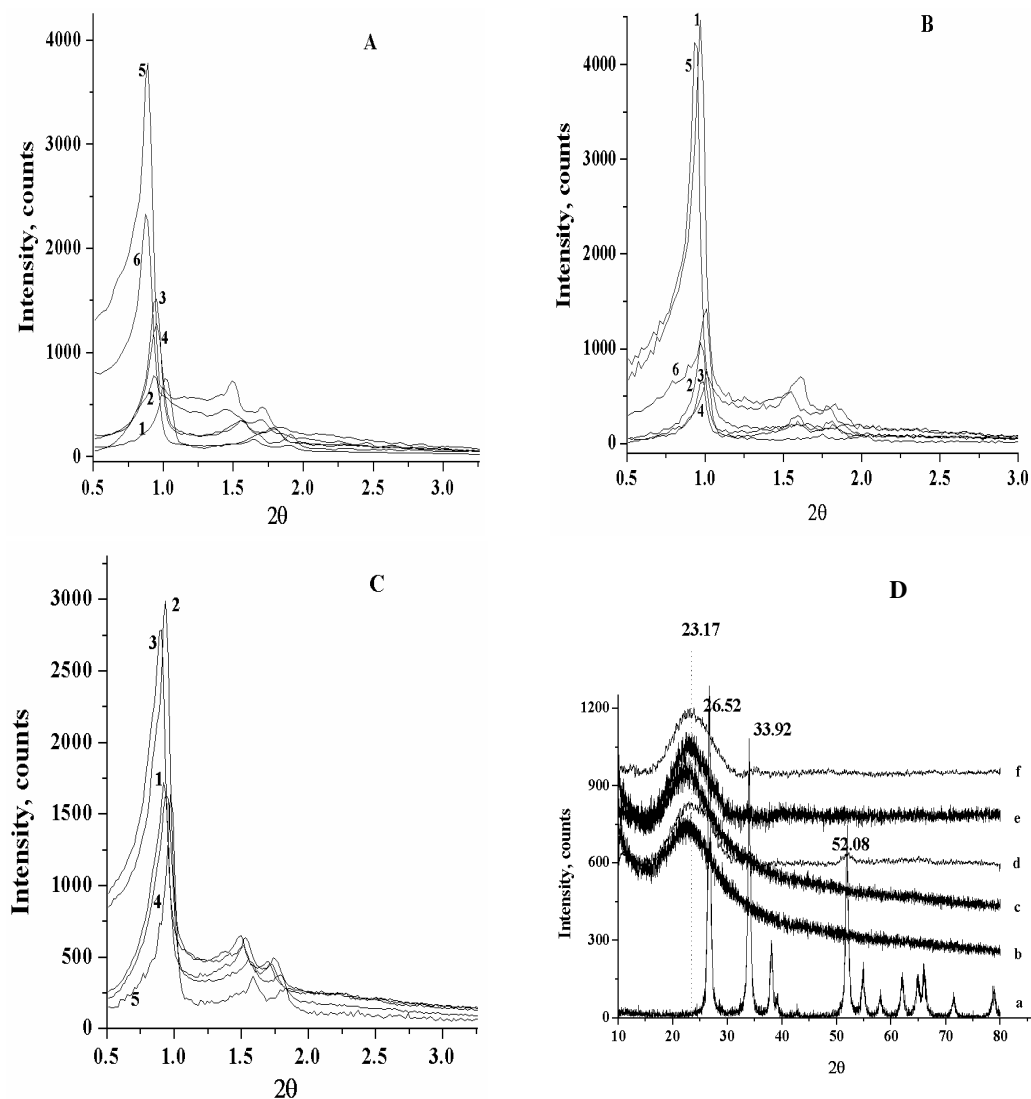 A
4000
3000
2000
1000
0
Intensity, counts
5
6
3
4
2
1
0.5 1.0 1.5 2.0 2.5 3.0
2θ
B
4000
3000
2000
1000
0
Intensity, counts
1
5
6
2 3
4
0.5 1.0 1.5 2.0 2.5 3.0
2θ
C
3000
2500
2000
1500
1000
500
0
Intensity, counts
2
3
1
4
5
0.5 1.0 1.5 2.0 2.5 3.0
2θ
D
23.17
26.52
33.92
52.08
1200
900
600
300
0
Intensity, counts
f
e
d
c
b
a
10 20 30 40 50 60 70 80
2θ